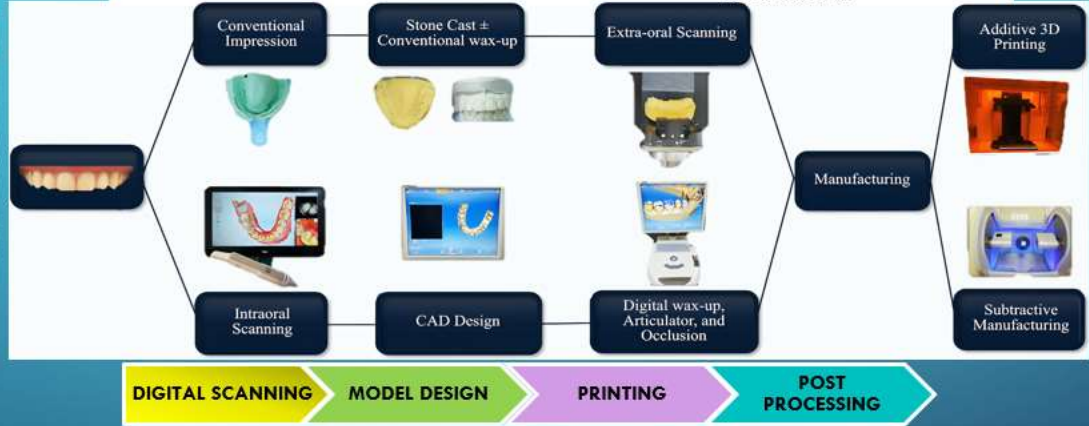 Conventional
Impression
Stone Cast ±
Conventional wax-up
Extra-oral Scanning
Additive 3D
Printing
Manufacturing
Intraoral
Scanning
CAD Design
Digital wax-up,
Articulator, and
Occlusion
Subtractive
Manufacturing
DIGITAL SCANNING
MODEL DESIGN
PRINTING
POST
PROCESSING